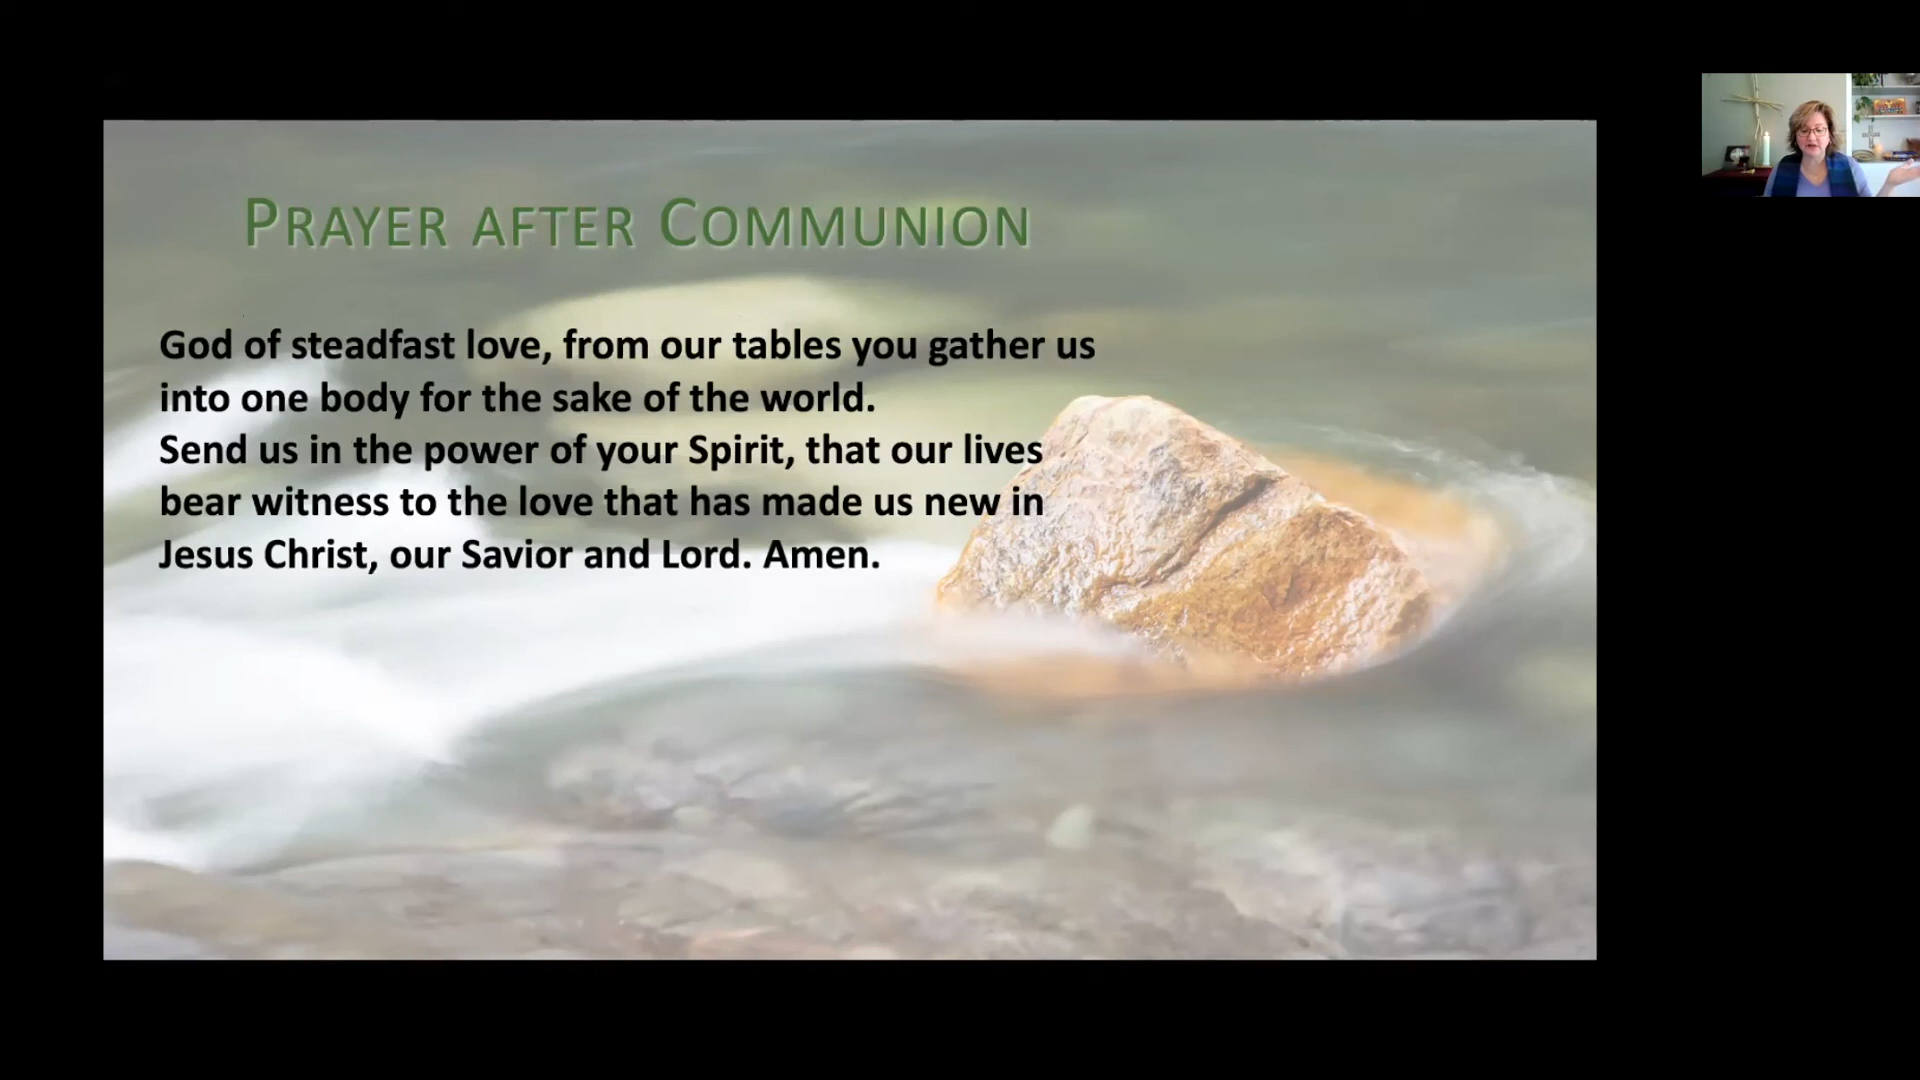 PRAYER AFTER COMMUNION
God of steadfast love, from our tables you gather us
into one body for the sake of the world.
Send us in the power of your Spirit, that our lives
bear witness to the love that has made us new in
Jesus Christ, our Savior and Lord. Amen.